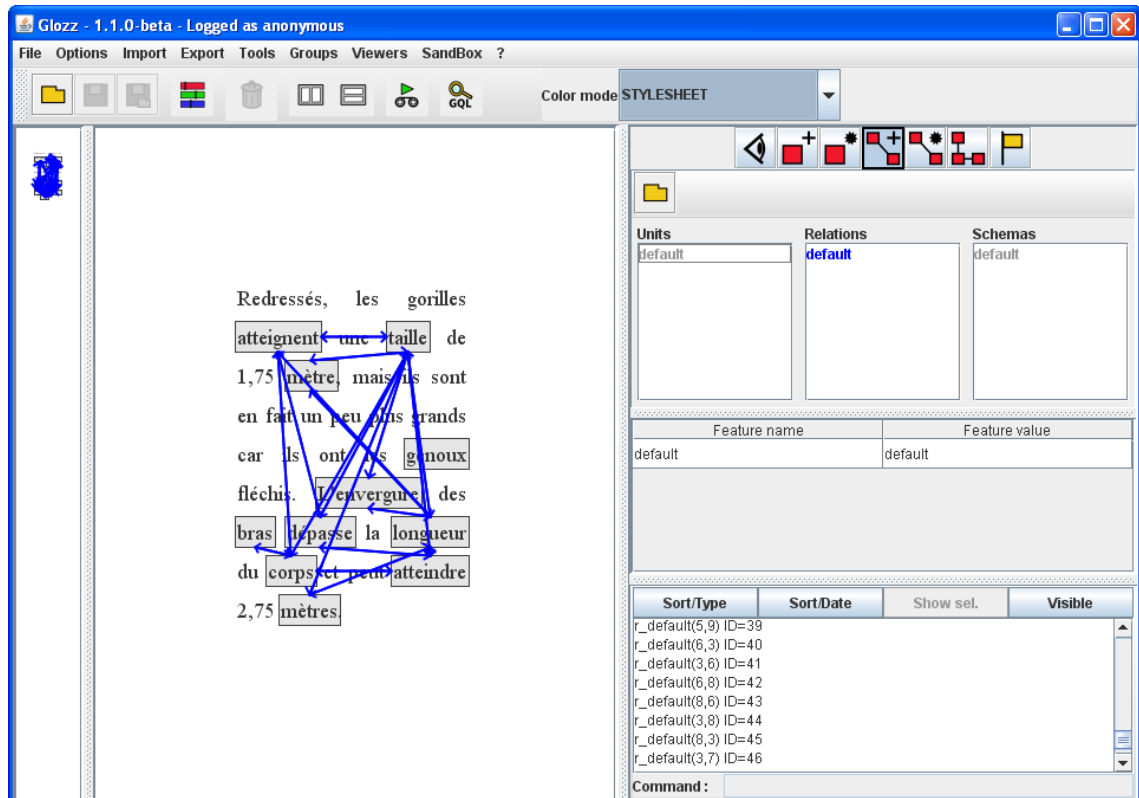 Glozz - 1.1.0-beta - Logged as anonymous
File Options Import Export Tools Groups Viewers SandBox ?
GQL
Color mode STYLESHEET
Redressés, les gorilles
atteignent une taille de
1,75 mètre, mais ils sont
en fait un peu plus grands
car ils ont les genoux
fléchis. L'envergure des
bras dépasse la longueur
du corps et peut atteindre
2,75 mètres.
Units Relations Schemas
default default default
Feature name Feature value
default default
Sort/Type Sort/Date Show sel. Visible
r_default(5,9) ID=39
r_default(6,3) ID=40
r_default(3,6) ID=41
r_default(6,8) ID=42
r_default(8,6) ID=43
r_default(3,8) ID=44
r_default(8,3) ID=45
r_default(3,7) ID=46
Command :